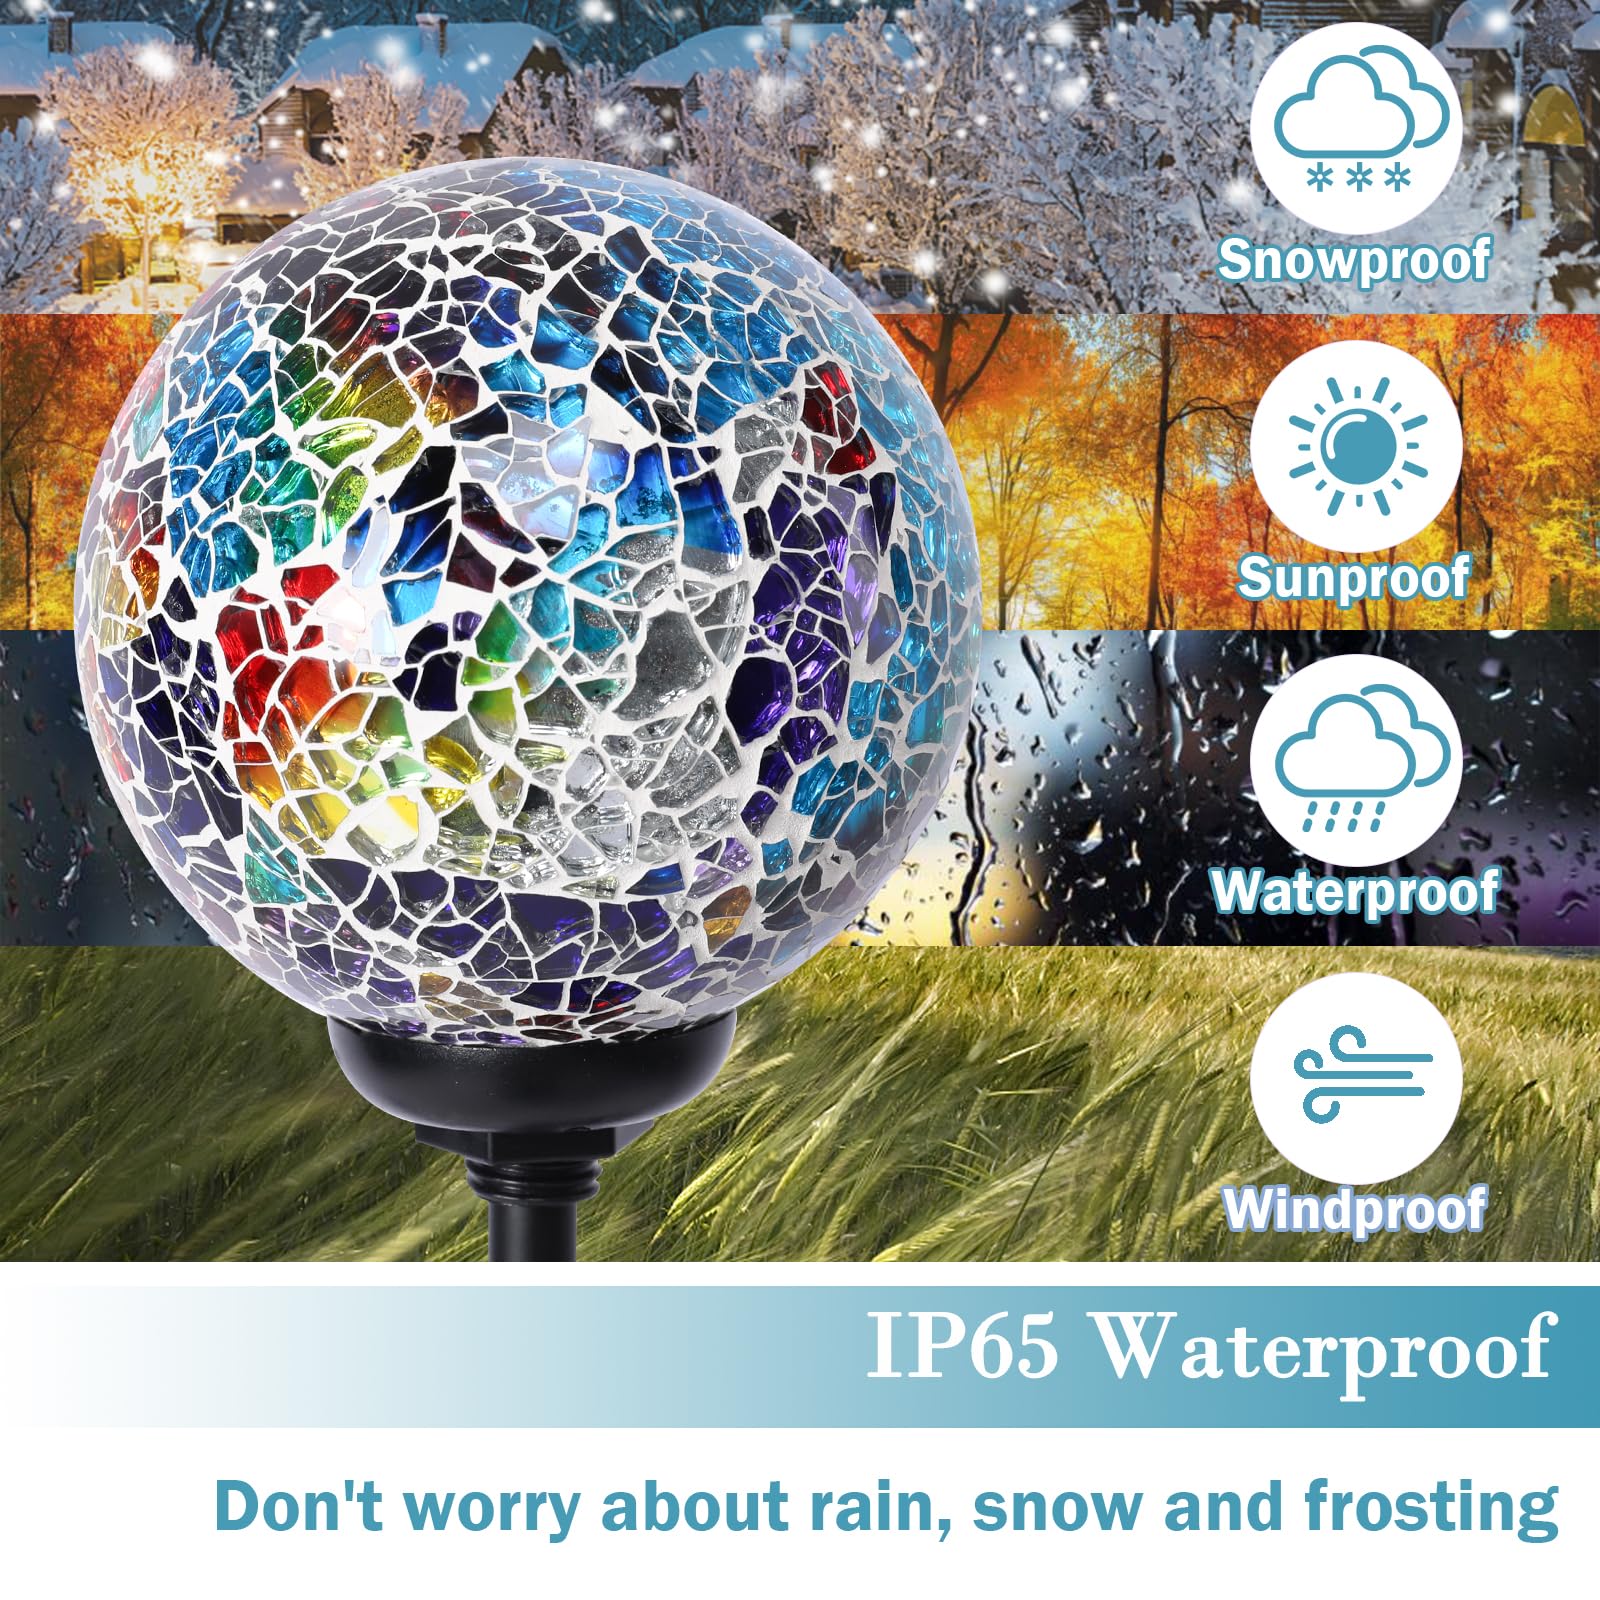 Snowproof
Sunproof
Waterproof
Windproof
IP65 Waterproof
Don't worry about rain, snow and frosting